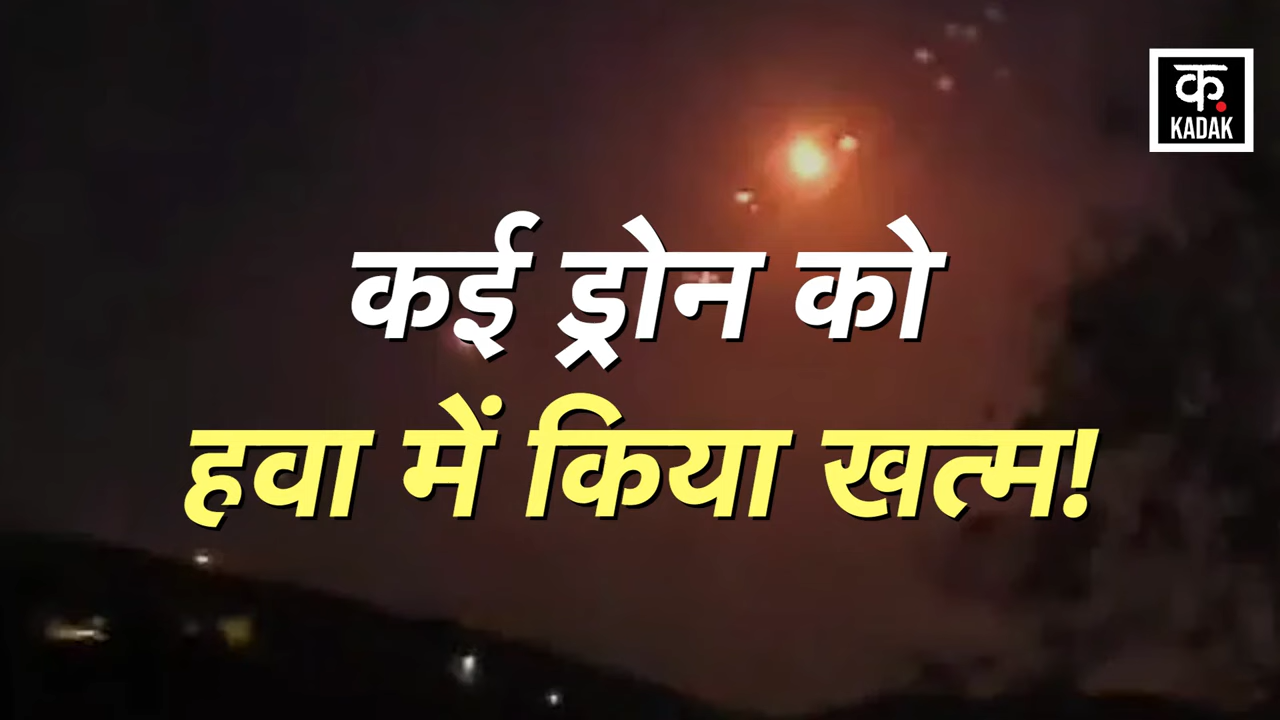 क.
KADAK
कई ड्रोन को
हवा में किया खत्म!